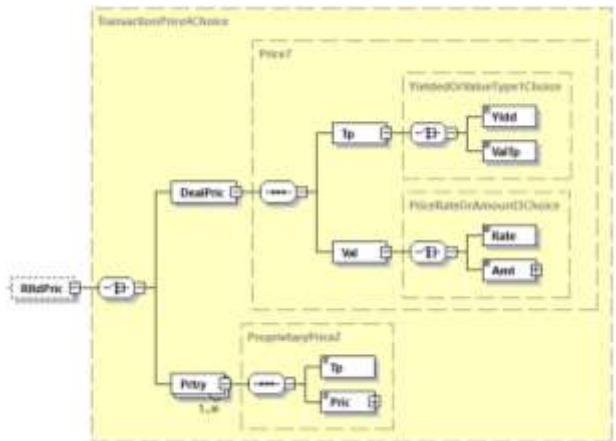 TransactionPrice4Choice
Price7
YieldedOrValueType1Choice
Yldd
Tp
ValTp
DealPric
PriceRateOrAmount3Choice
Rate
Val
Amt
RltdPric
ProprietaryPrice2
Tp
Prtry
Pric
1..∞